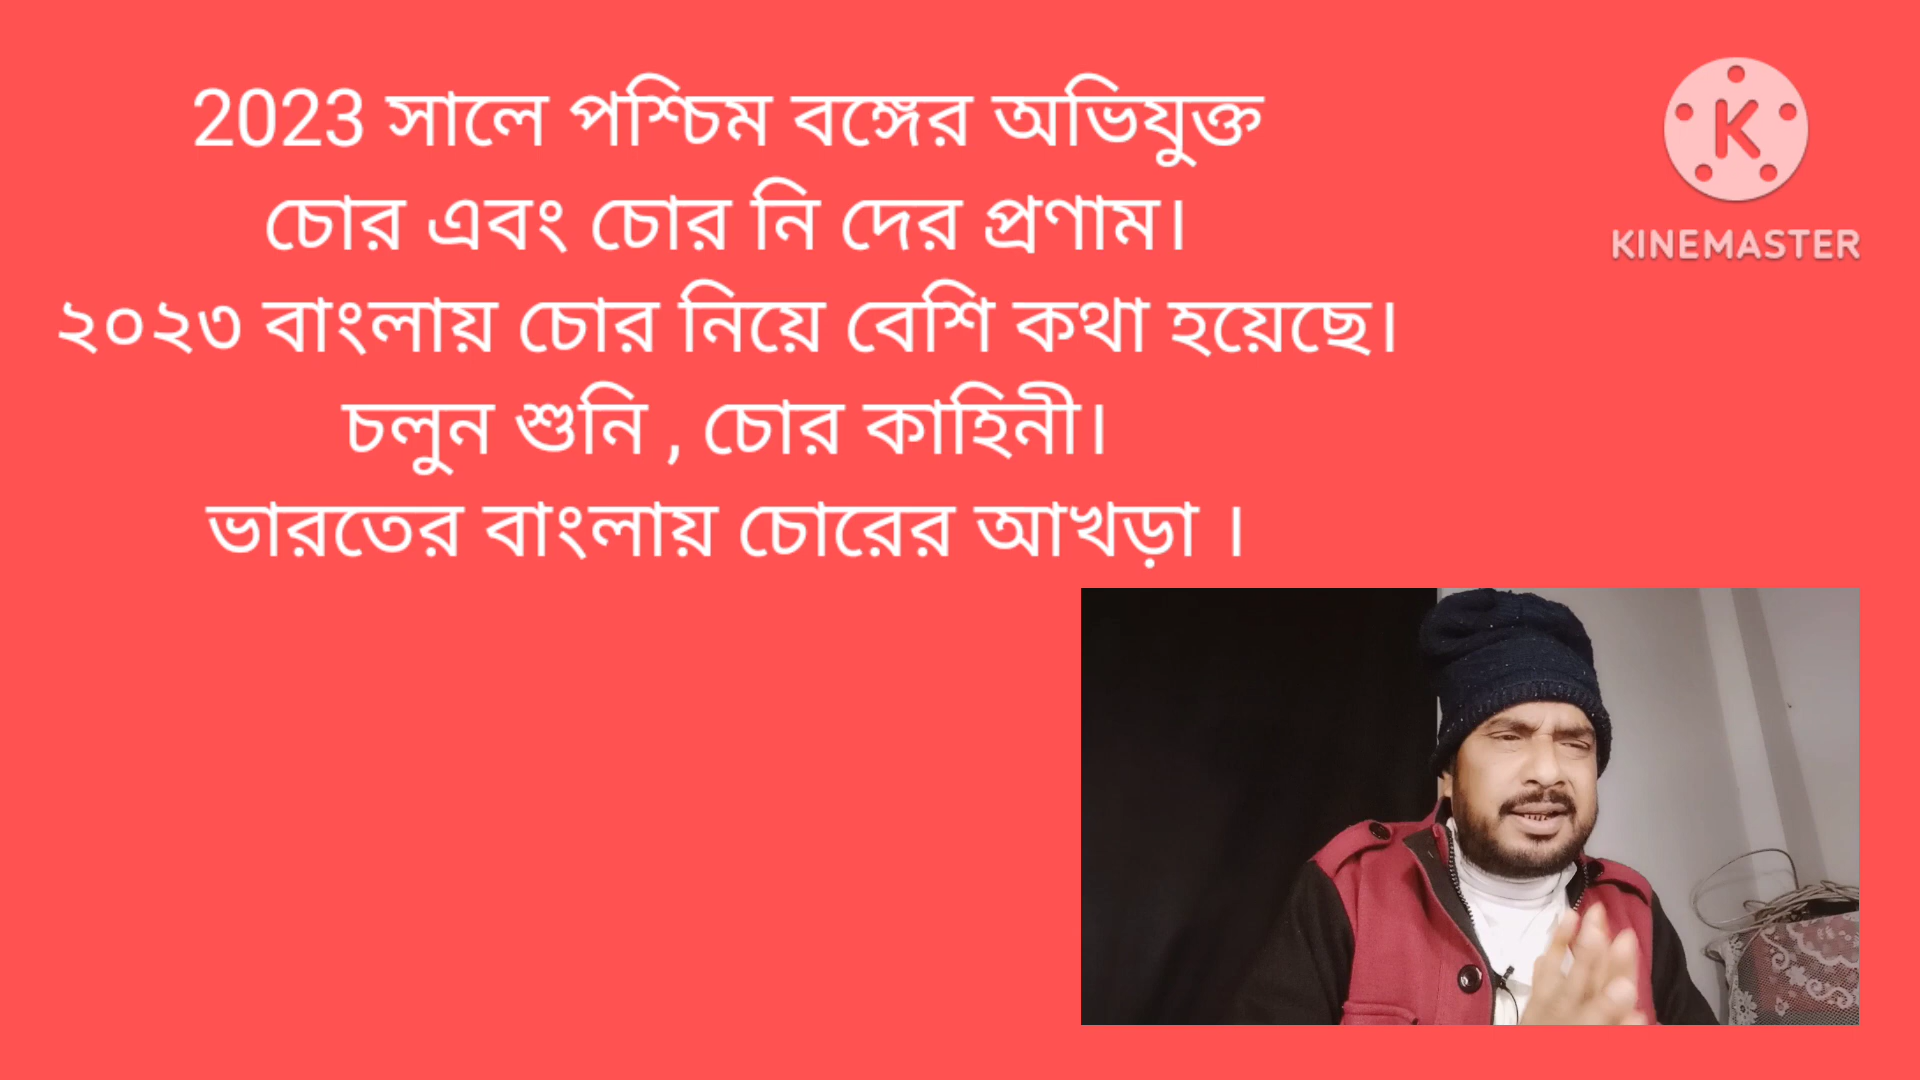 2023 সালে পশ্চিম বঙ্গের অভিযুক্ত
চোর এবং চোর নি দের প্রণাম।
২০২৩ বাংলায় চোর নিয়ে বেশি কথা হয়েছে।
চলুন শুনি , চোর কাহিনী।
ভারতের বাংলায় চোরের আখড়া ।
K
KINEMASTER